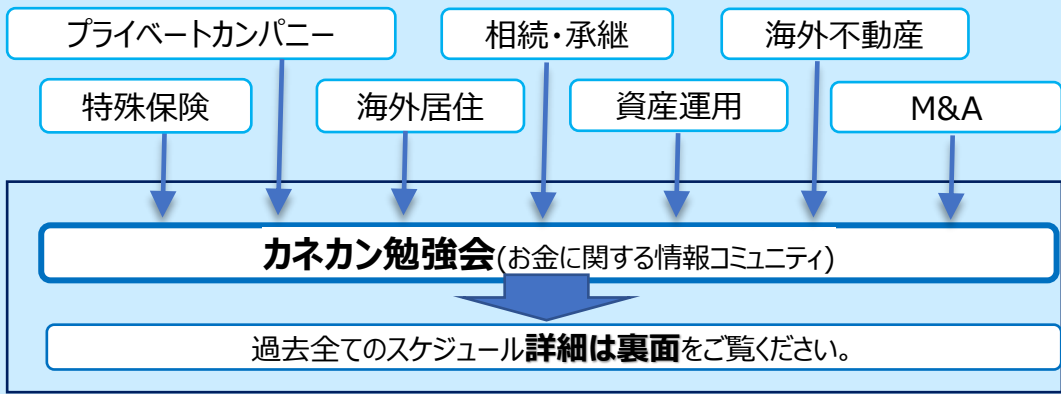 プライベートカンパニー
相続・承継
海外不動産
特殊保険
海外居住
資産運用
M&A
カネカン勉強会(お金に関する情報コミュニティ)
過去全てのスケジュール詳細は裏面をご覧ください。